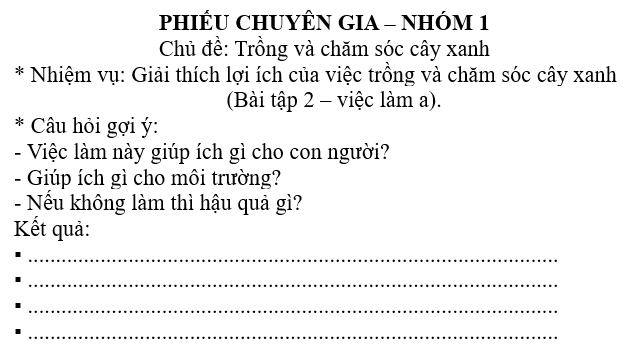 PHIẾU CHUYÊN GIA – NHÓM 1
Chủ đề: Trồng và chăm sóc cây xanh
* Nhiệm vụ: Giải thích lợi ích của việc trồng và chăm sóc cây xanh
(Bài tập 2 – việc làm a).
* Câu hỏi gợi ý:
- Việc làm này giúp ích gì cho con người?
- Giúp ích gì cho môi trường?
- Nếu không làm thì hậu quả gì?
Kết quả:
▪ ...............................................................................................
▪ ...............................................................................................
▪ ...............................................................................................
▪ ...............................................................................................